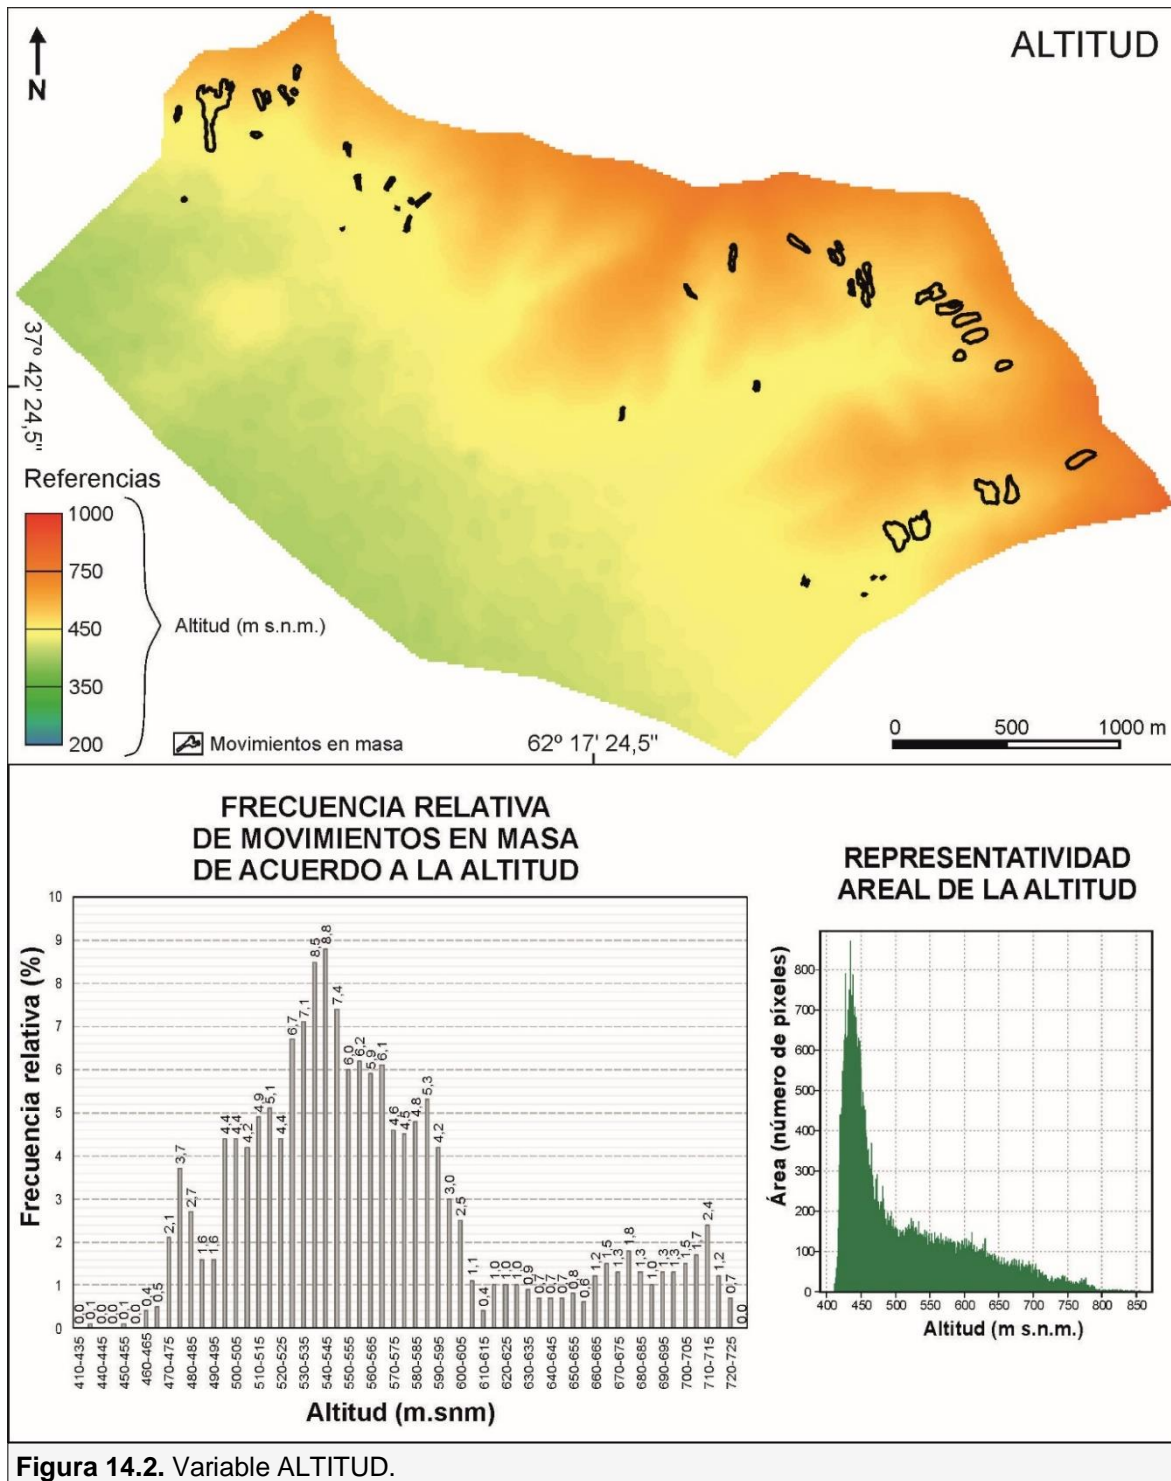 ALTITUD
N
37º 42' 24,5"
Referencias
1000
750
450
350
200
Altitud (m s.n.m.)
Movimientos en masa
62º 17' 24,5"
0 500 1000 m
FRECUENCIA RELATIVA
DE MOVIMIENTOS EN MASA
DE ACUERDO A LA ALTITUD
Frecuencia relativa (%)
10
9
8
7
6
5
4
3
2
1
0
0,0 0,1 0,0 0,0 0,1 0,0 0,4 0,5 2,1 3,7 2,7 1,6 1,6 4,4 4,4 4,2 4,9 5,1 4,4 6,7 7,1 8,5 8,8 7,4 6,0 6,2 5,9 6,1 4,6 4,5 4,8 5,3 4,2 3,0 2,5 1,1 0,4 1,0 1,0 1,0 0,9 0,7 0,7 0,7 0,8 0,6 1,2 1,5 1,3 1,8 1,3 1,0 1,3 1,3 1,5 1,7 2,4 1,2 0,7 0,0
410-435 440-445 450-455 460-465 470-475 480-485 490-495 500-505 510-515 520-525 530-535 540-545 550-555 560-565 570-575 580-585 590-595 600-605 610-615 620-625 630-635 640-645 650-655 660-665 670-675 680-685 690-695 700-705 710-715 720-725
Altitud (m.snm)
REPRESENTATIVIDAD
AREAL DE LA ALTITUD
Área (número de píxeles)
800
700
600
500
400
300
200
100
0
400 450 500 550 600 650 700 750 800 850
Altitud (m s.n.m.)
Figura 14.2. Variable ALTITUD.